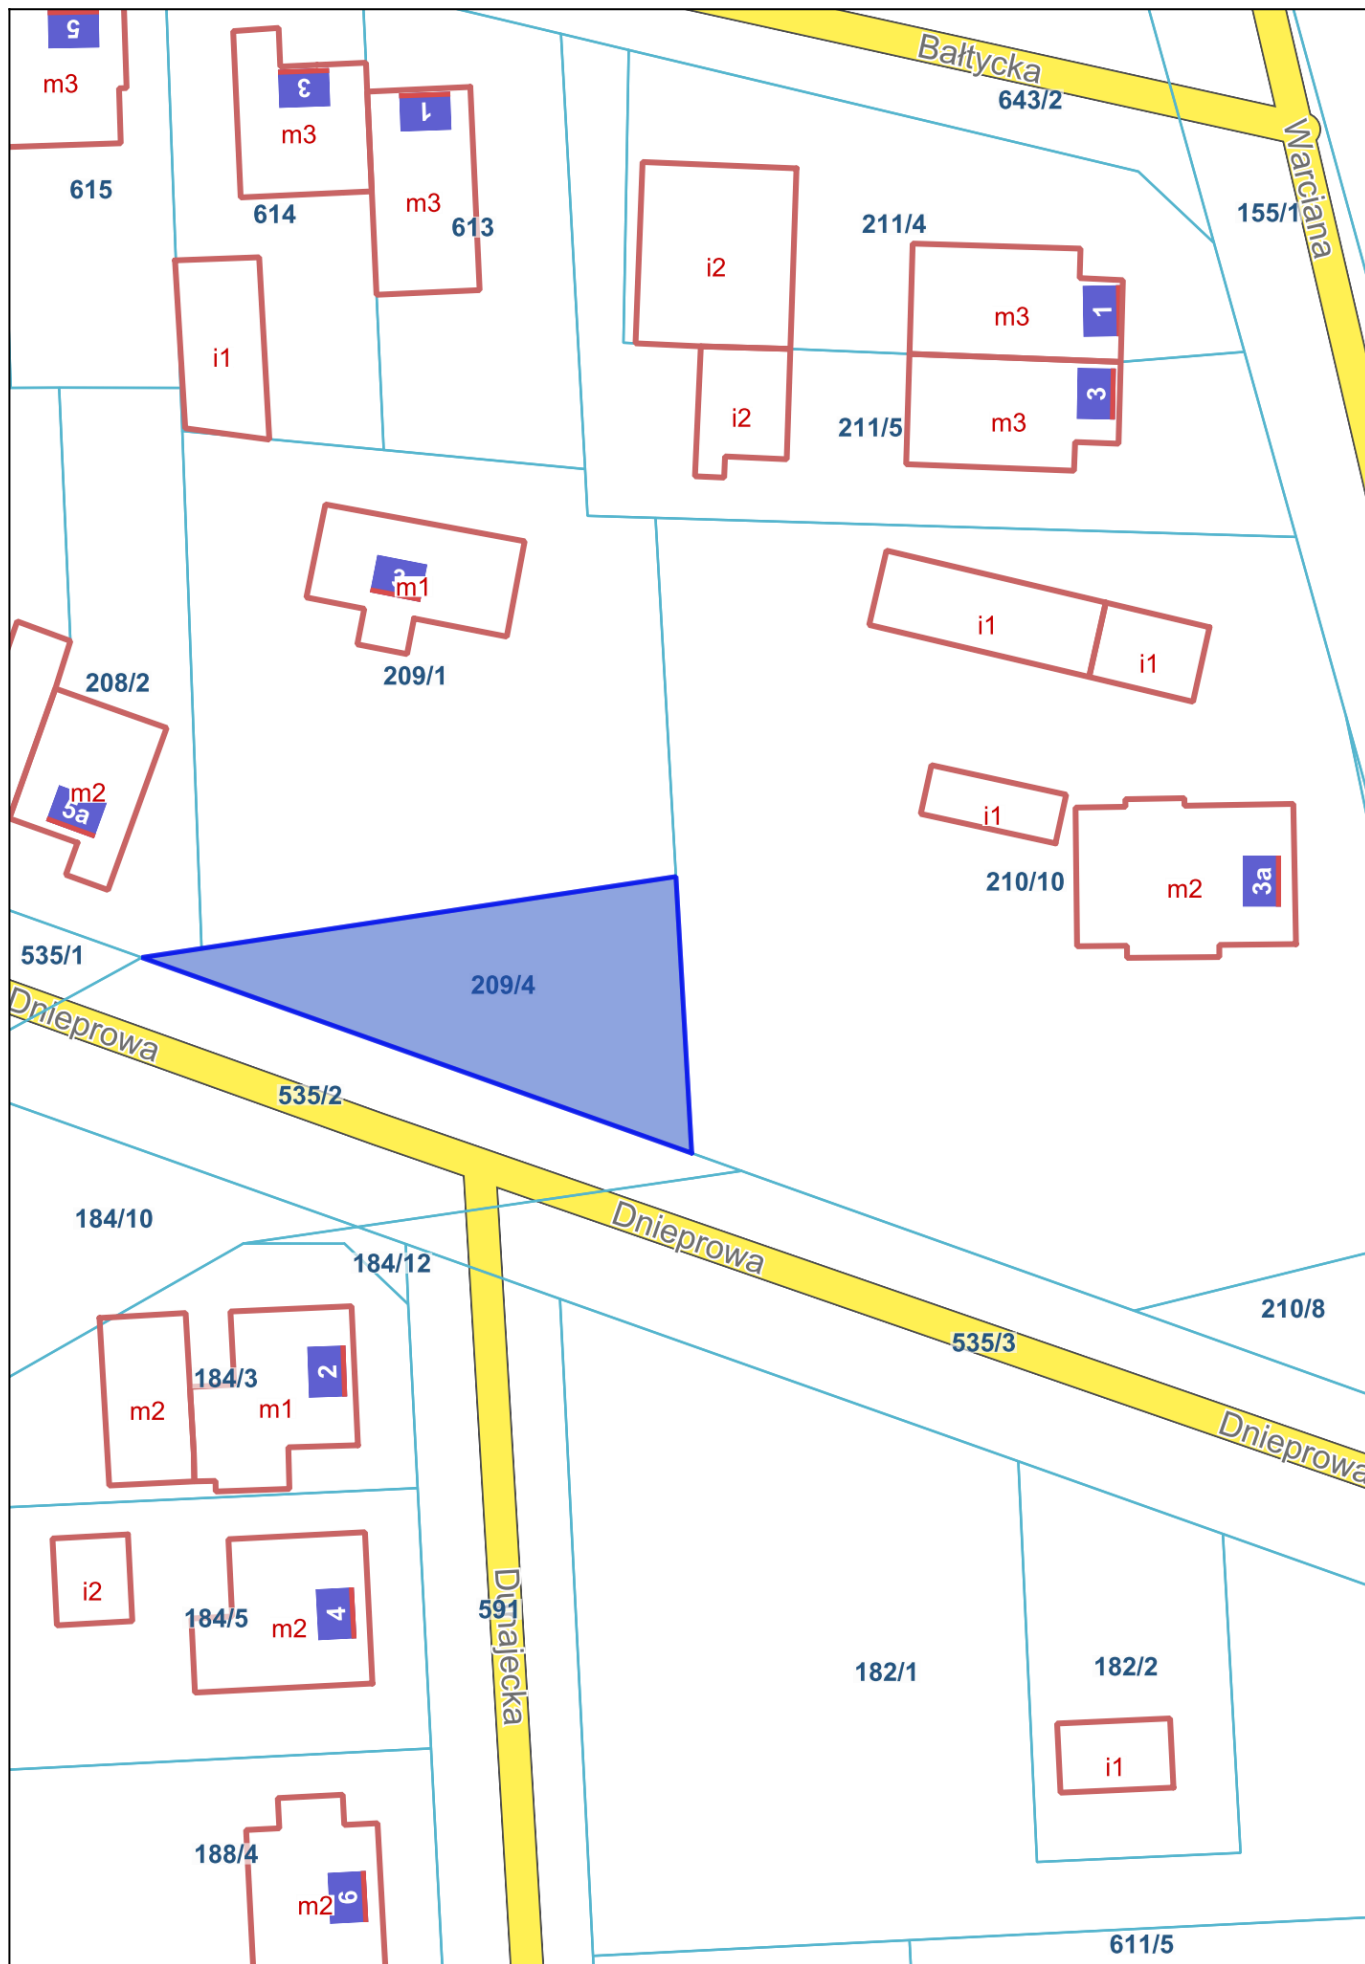 5
m3
Bałtycka
643/2
3
m3
1
m3
615
614
613
Warciana
155/1
211/4
i2
m3
1
i1
i2
211/5
m3
3
3
m1
209/1
i1
i1
208/2
m2
5a
i1
210/10
m2
3a
535/1
209/4
Dnieprowa
535/2
184/10
Dnieprowa
184/12
210/8
535/3
184/3
2
m2
m1
Dnieprowa
i2
184/5
m2
4
591
Dunajecka
182/1
182/2
i1
188/4
m2
6
611/5